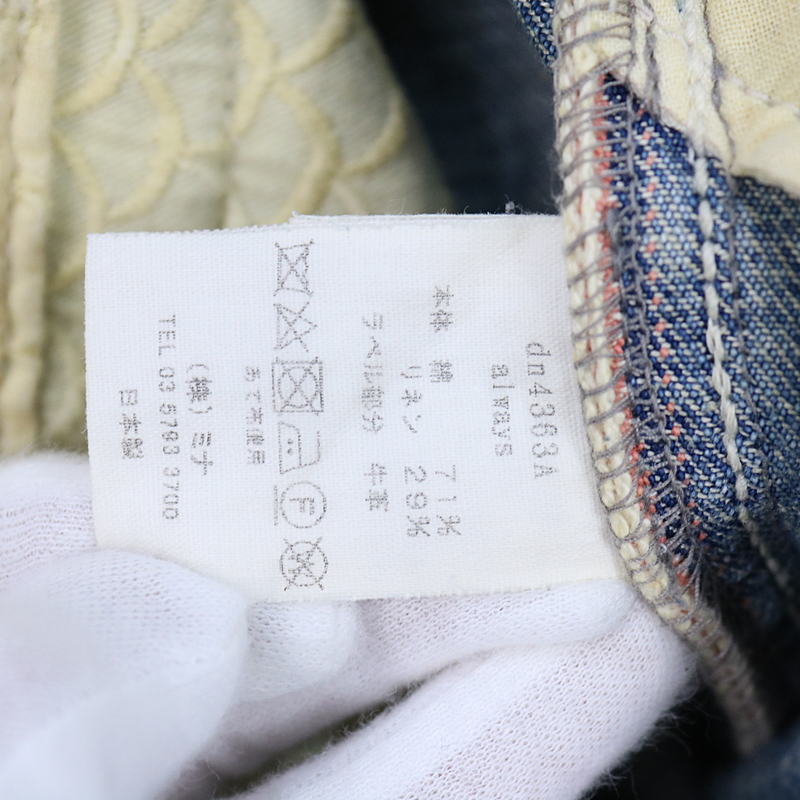 dn4363A
always
本体 綿 71%
リネン 29%
ラベル部分 牛革
あて布使用
F
W
(株)ミナ
TEL 03 5793 3700
日本製